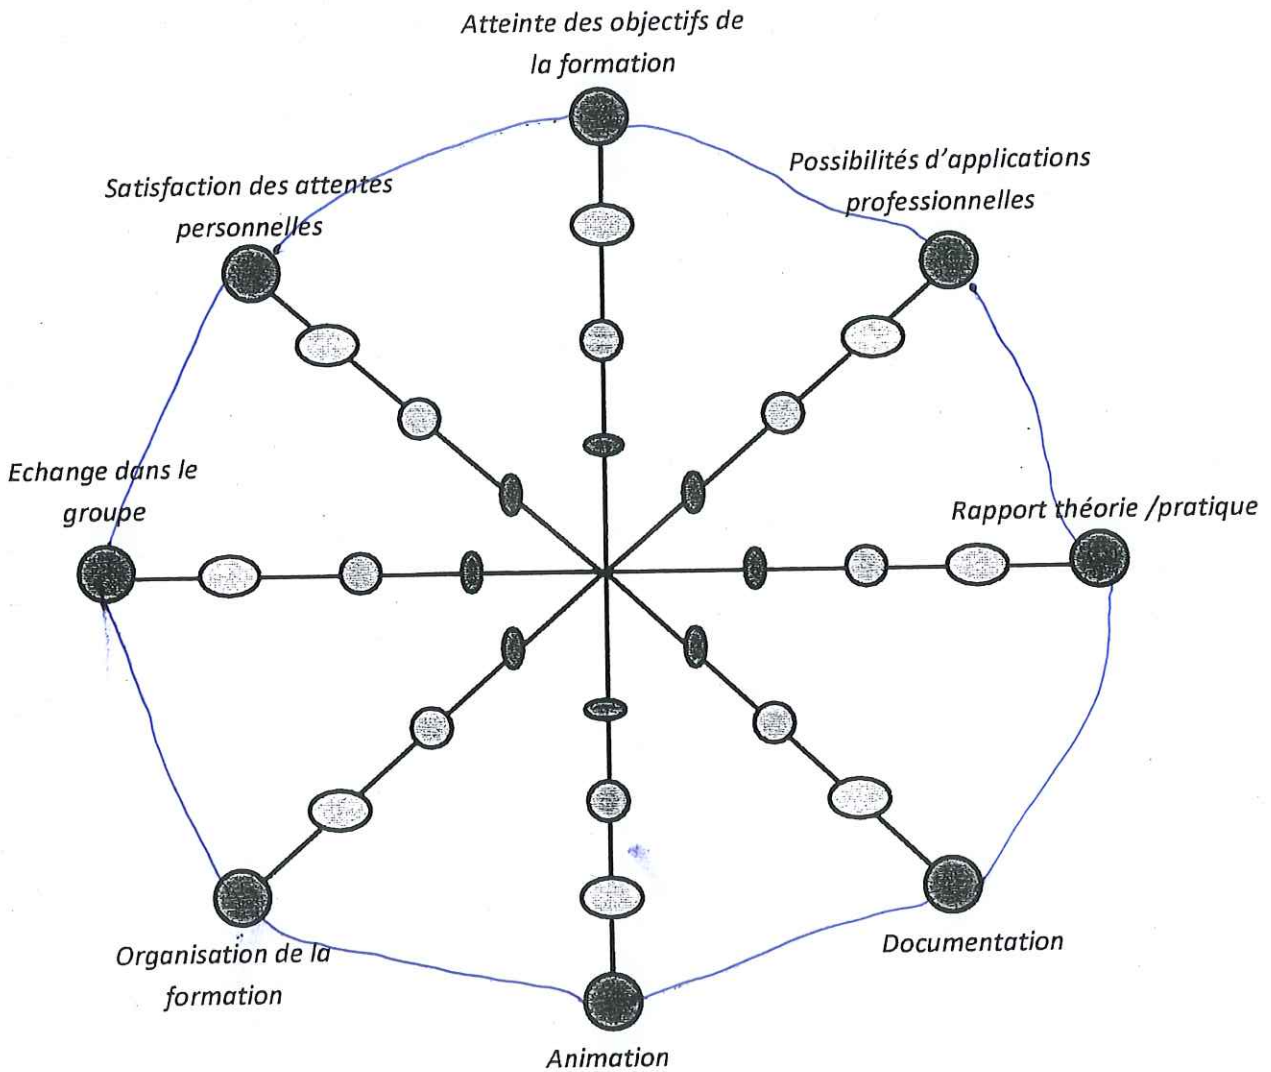 Atteinte des objectifs de
la formation
Possibilités d'applications
professionnelles
Satisfaction des attentes
personnelles
Echange dans le
groupe
Rapport théorie /pratique
Organisation de la
formation
Documentation
Animation